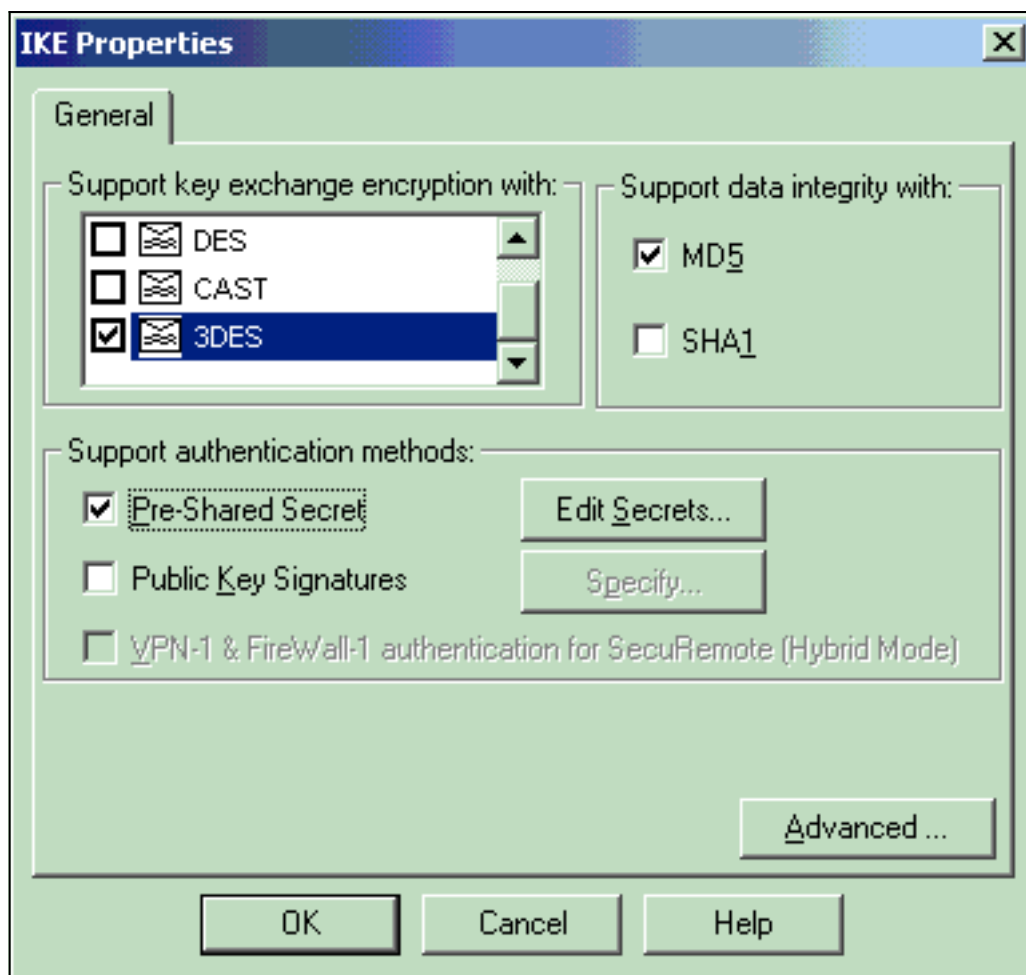 IKE Properties
General
Support key exchange encryption with:
DES
CAST
3DES
Support data integrity with:
MD5
SHA1
Support authentication methods:
Pre-Shared Secret
Edit Secrets...
Public Key Signatures
Specify...
VPN-1 & FireWall-1 authentication for SecuRemote (Hybrid Mode)
Advanced ...
OK
Cancel
Help